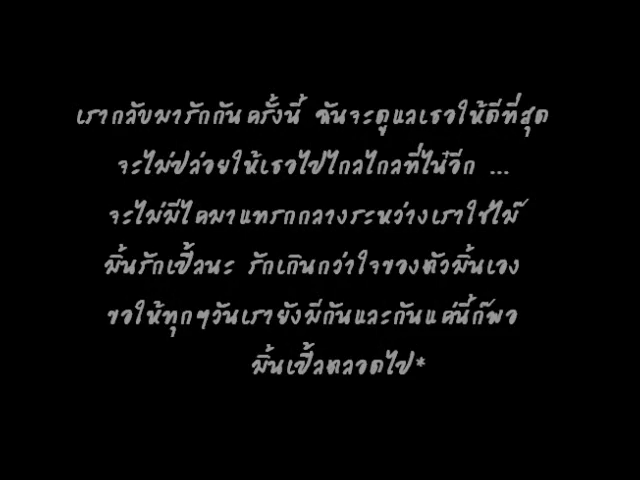 เรากลับมารักกันครั้งนี้ ฉันจะดูแลเธอให้ดีที่สุด
จะไม่ปล่อยให้เธอไปไกลไกลที่ไหนอีก ...
จะไม่มีใครมาแทรกกลางระหว่างเราใช่ไม๊
มิ้นรักเปิ้ลนะ รักเกินกว่าใจของตัวมิ้นเอง
ขอให้ทุกๆวันเรายังมีกันและกันแค่นี้ก็พอ
มิ้นเปิ้ลตลอดไป*